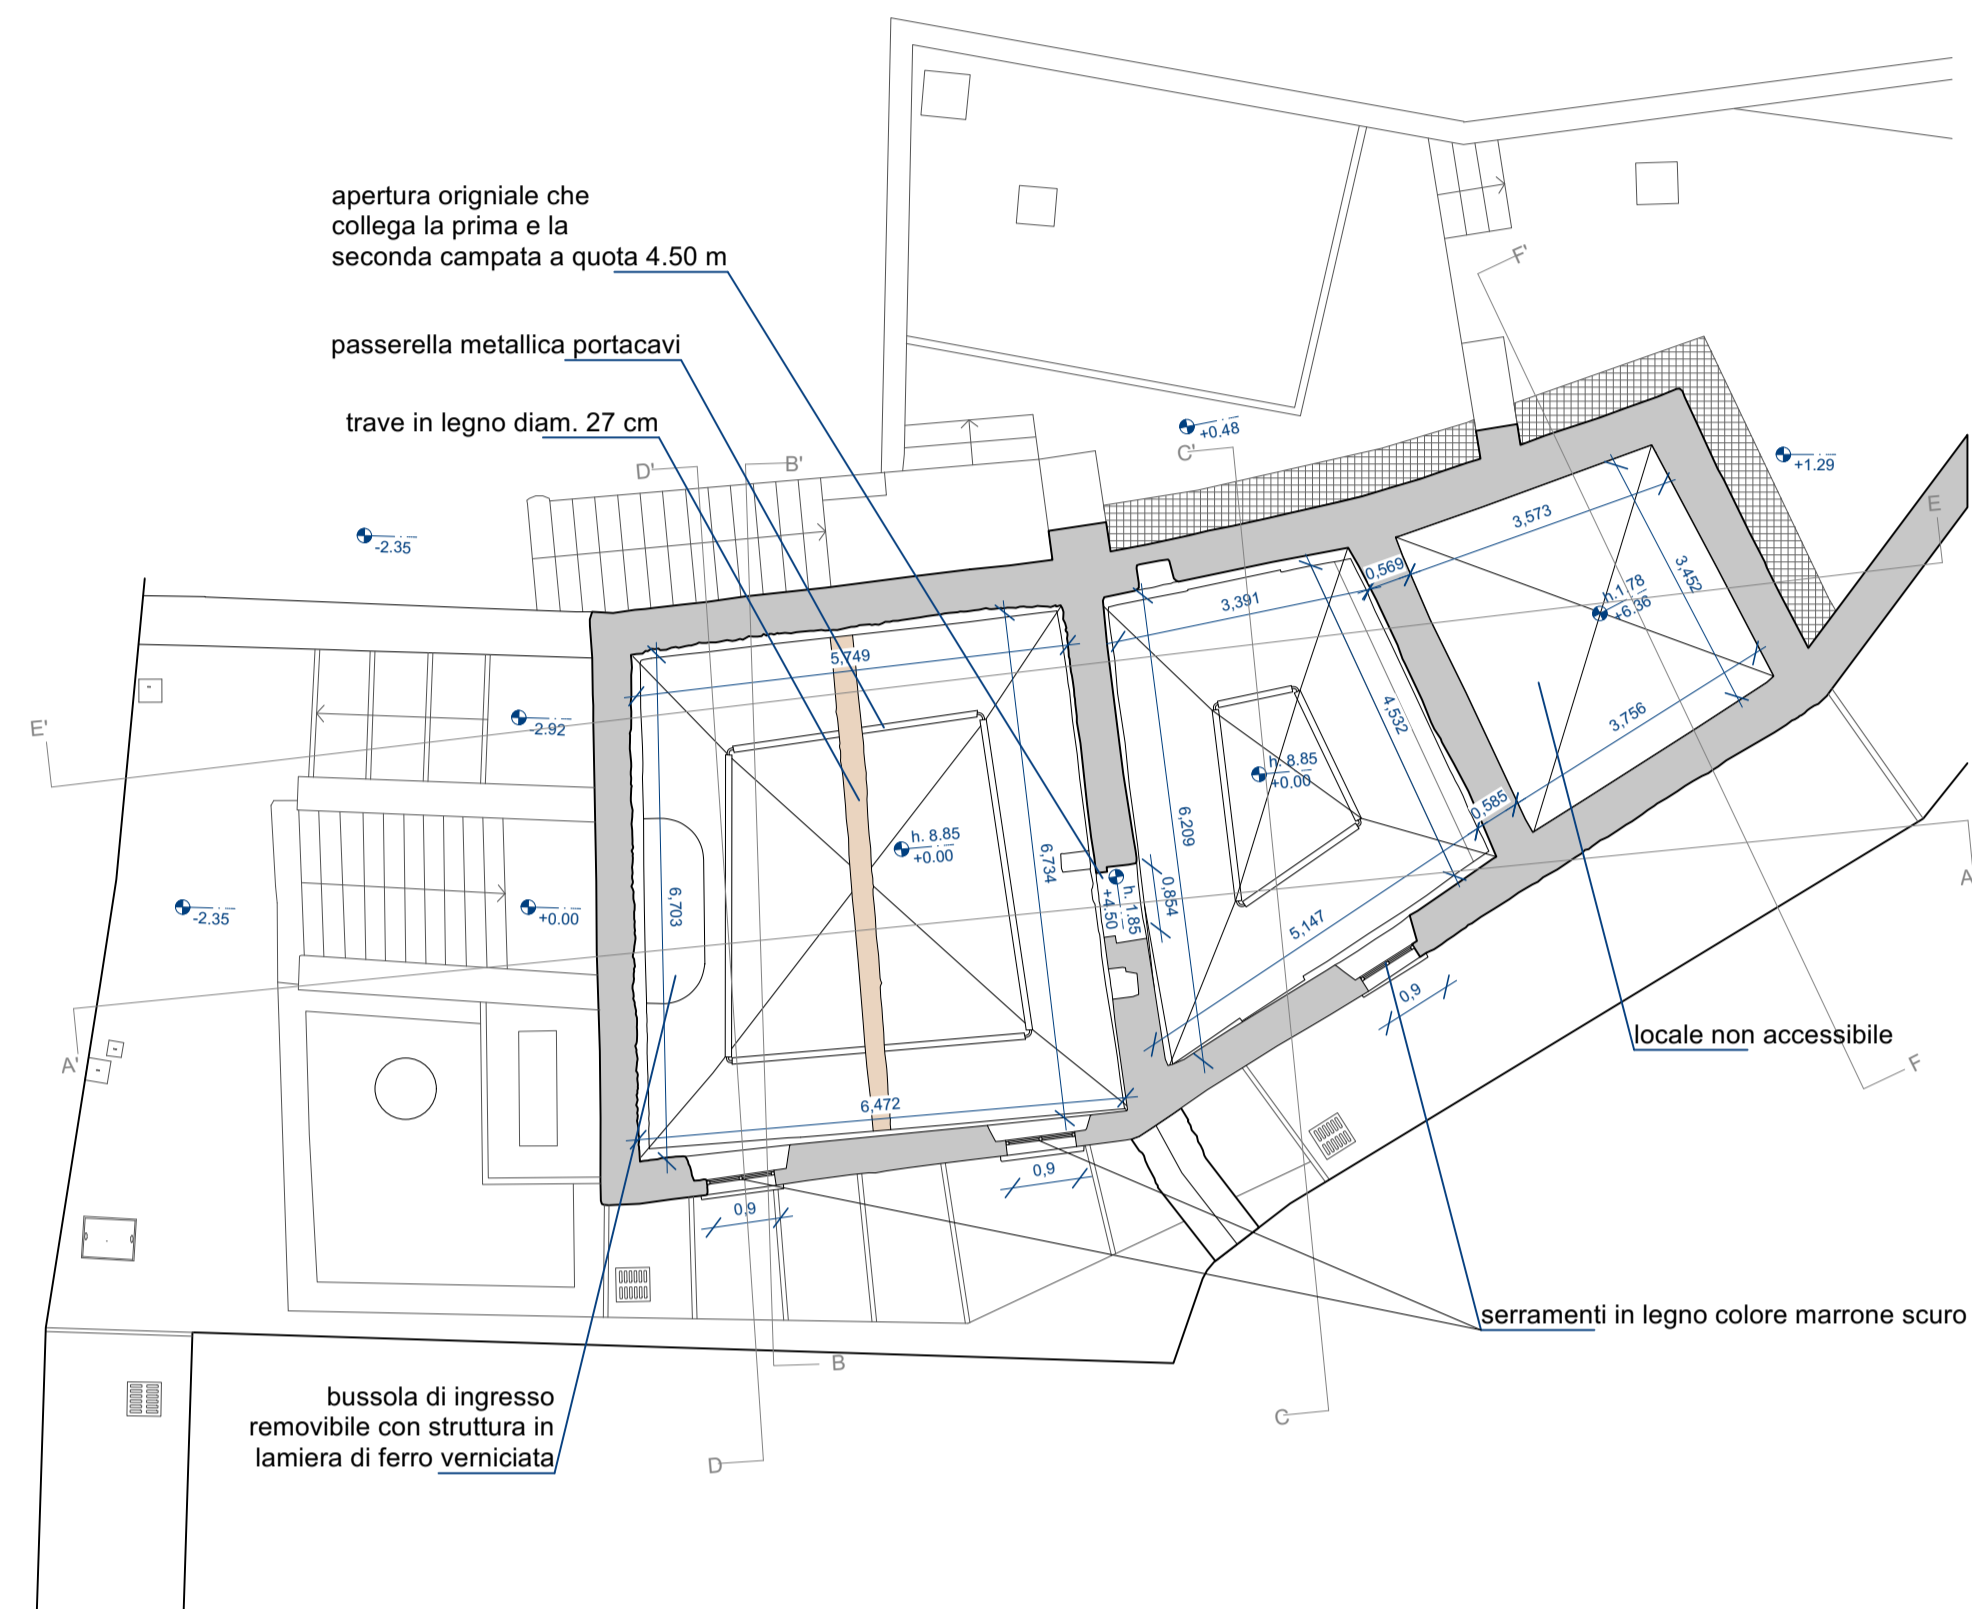 apertura origniale che
collega la prima e la
seconda campata a quota 4.50 m
passerella metallica portacavi
trave in legno diam. 27 cm
F'
D'
B'
C'
+0.48
+1.29
E
-2.35
3,573
0,569
3,452
3,391
h.1.78
+6.36
5,749
E'
-2.92
4,532
3,756
h. 8.85
+0.00
h. 8.85
+0.00
0,585
6,209
6,734
6,703
-2.35
+0.00
h. 1.85
+4.50
0,854
5,147
A
0,9
locale non accessibile
A'
F
6,472
0,9
0,9
serramenti in legno colore marrone scuro
B
bussola di ingresso
removibile con struttura in
lamiera di ferro verniciata
C
D